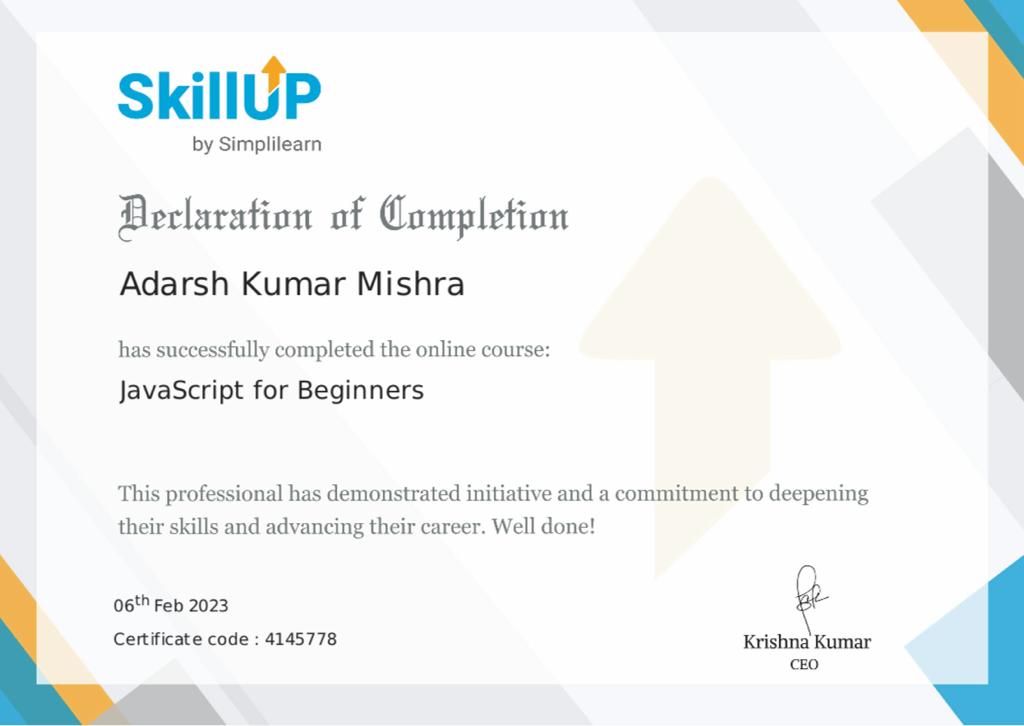 SkillUP
by Simplilearn
Declaration of Completion
Adarsh Kumar Mishra
has successfully completed the online course:
JavaScript for Beginners
This professional has demonstrated initiative and a commitment to deepening
their skills and advancing their career. Well done!
06th Feb 2023
Certificate code : 4145778
Krishna Kumar
CEO